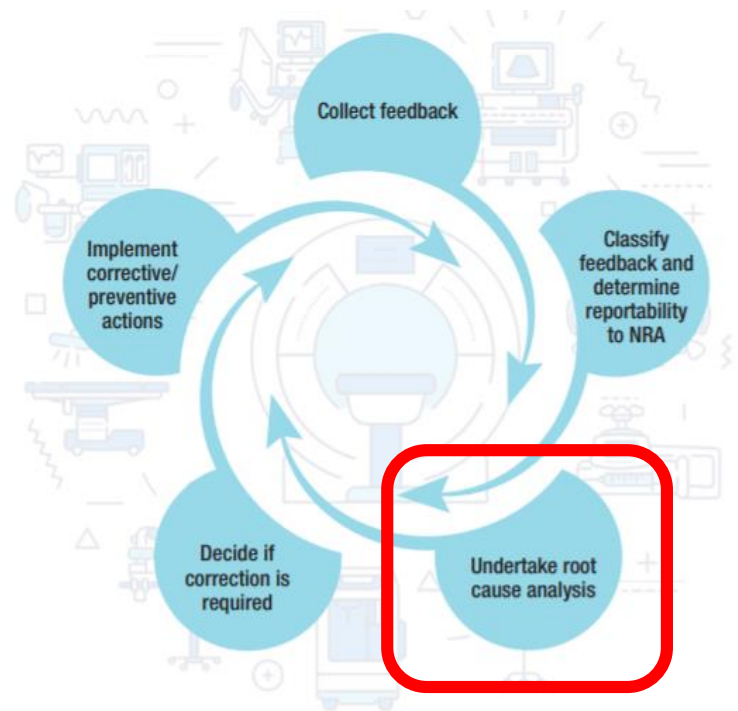 Collect feedback
Classify
feedback and
determine
reportability
to NRA
Undertake root
cause analysis
Decide if
correction is
required
Implement
corrective/
preventive
actions